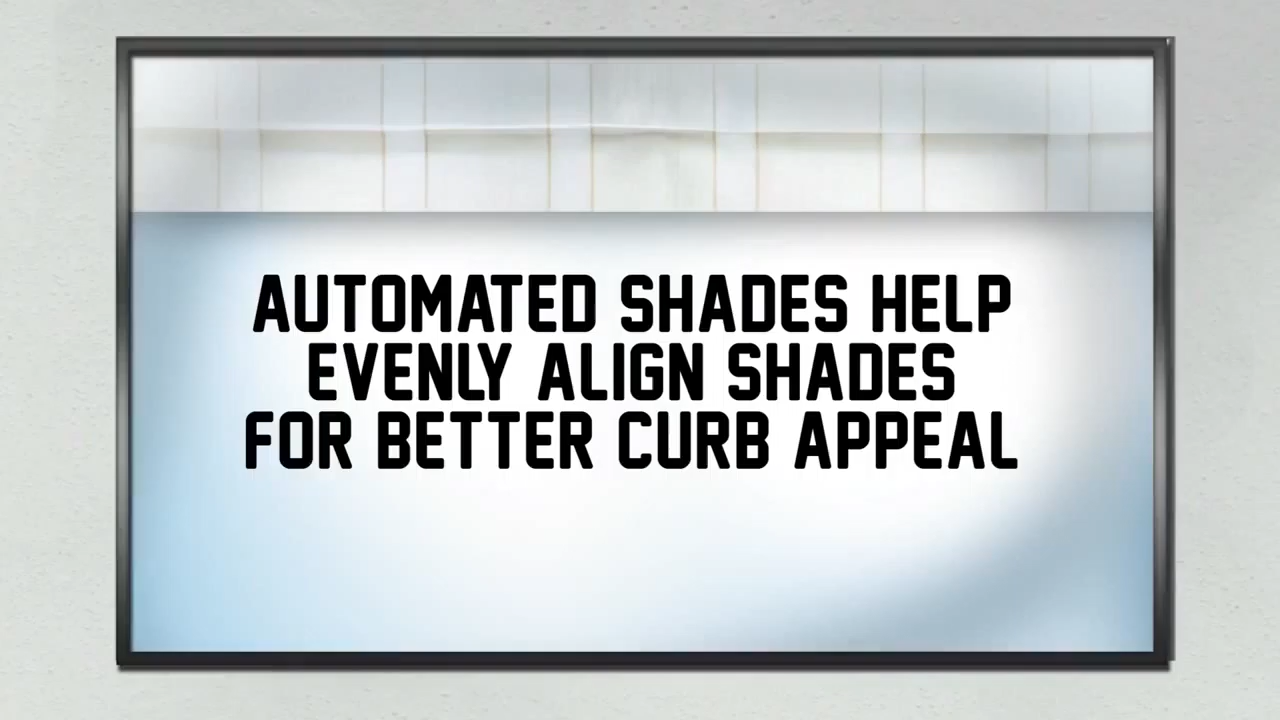 AUTOMATED SHADES HELP
EVENLY ALIGN SHADES
FOR BETTER CURB APPEAL